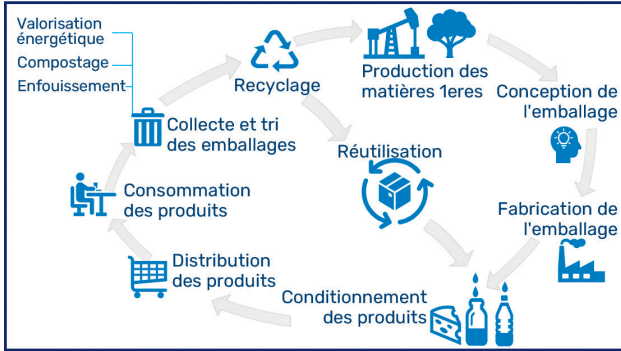 Valorisation
énergétique
Compostage
Enfouissement
Recyclage
Production des
matières 1eres
Conception de
l'emballage
Collecte et tri
des emballages
Réutilisation
Consommation
des produits
Fabrication de
l'emballage
Distribution
des produits
Conditionnement
des produits